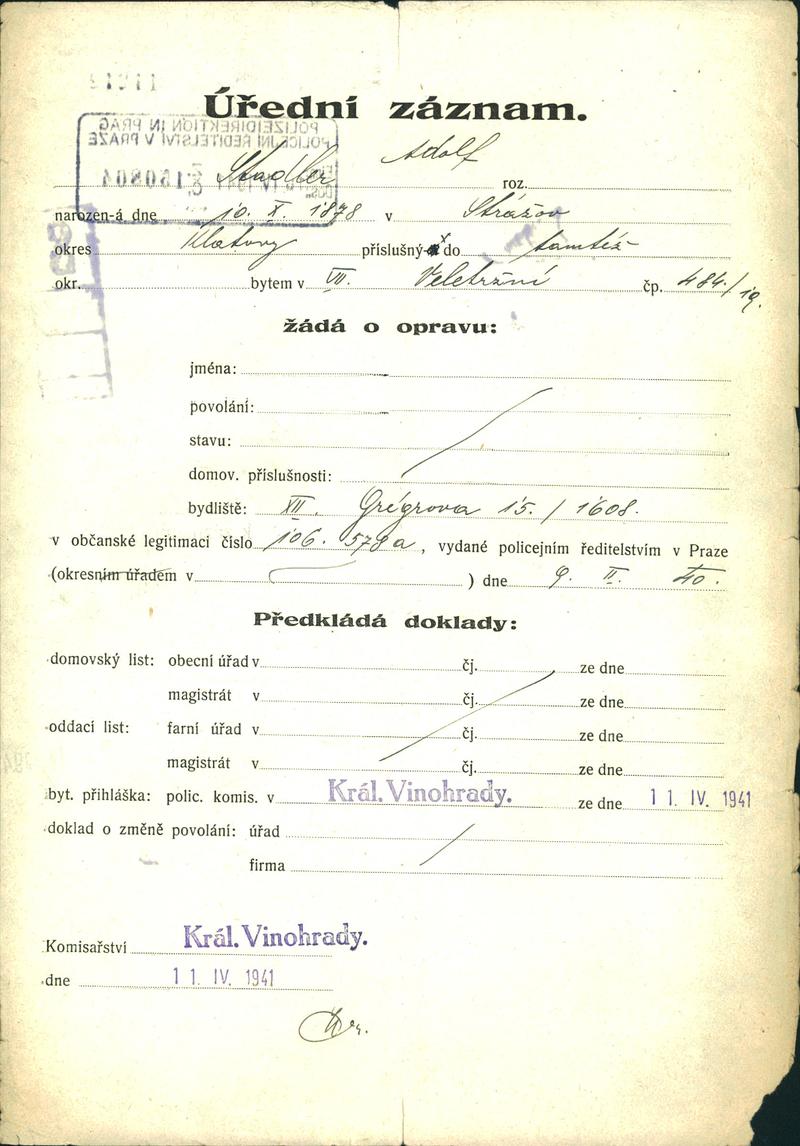 Úřední záznam.
POLIZEIDIREKTION IN PRAG
POLICEJNÍ ŘEDITELSTVÍ V PRAZE
150804
Stadler Adolf roz.
narozen-á dne 10. X. 1878 v Strážov
okres Klatovy příslušný do tamtéž
okr. bytem v VII. Veletržní čp. 484/19.
žádá o opravu:
jména:
povolání:
stavu:
domov. příslušnosti:
bydliště: XII. Grégrova 15./1608.
v občanské legitimaci číslo 106.578a, vydané policejním ředitelstvím v Praze
(okresním úřadem v ) dne 9. II. 40.
Předkládá doklady:
domovský list: obecní úřad v čj. ze dne
magistrát v čj. ze dne
oddací list: farní úřad v čj. ze dne
magistrát v čj. ze dne
byt. přihláška: polic. komis. v Král. Vinohrady. ze dne 11. IV. 1941
doklad o změně povolání: úřad
firma
Komisařství Král. Vinohrady.
dne 11. IV. 1941